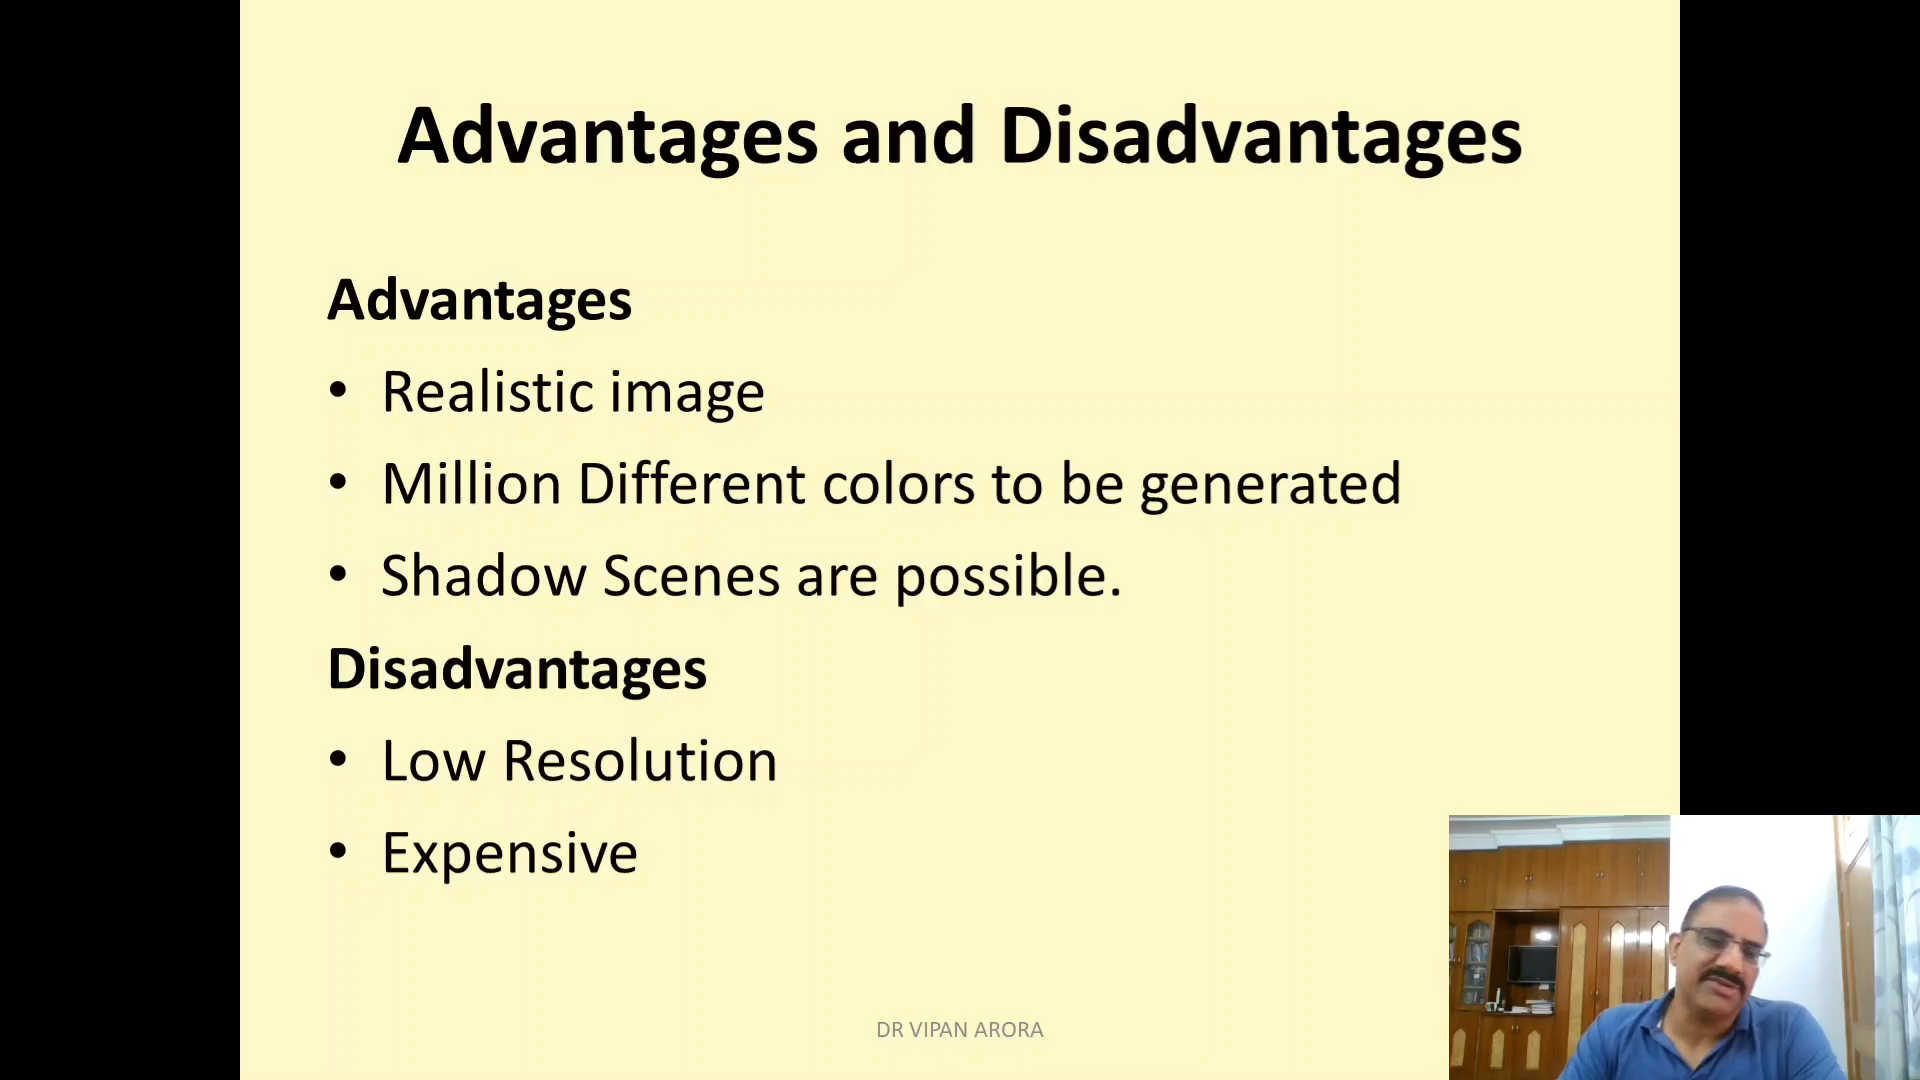 Advantages and Disadvantages
Advantages
• Realistic image
• Million Different colors to be generated
• Shadow Scenes are possible.
Disadvantages
• Low Resolution
• Expensive
DR VIPAN ARORA